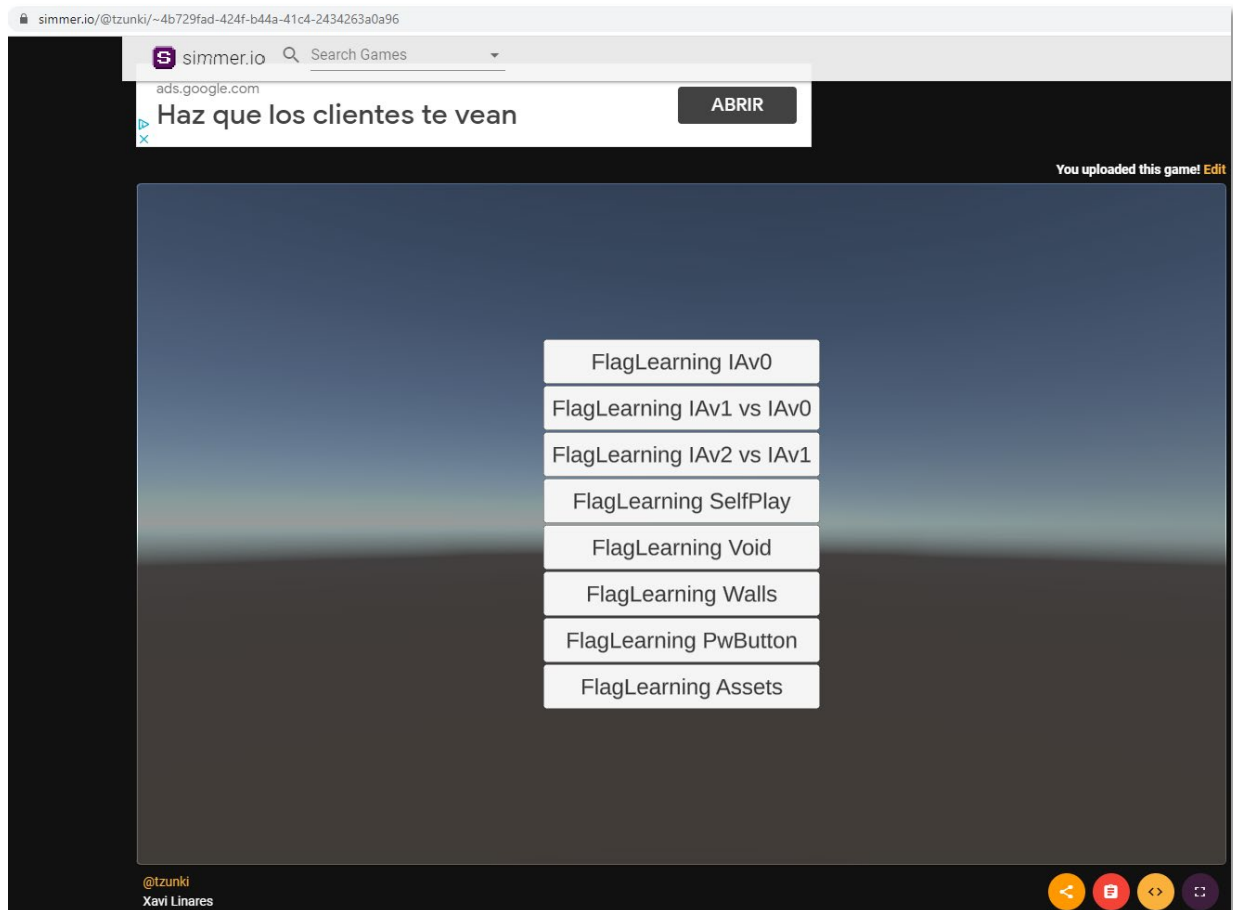 simmer.io/@tzunki/~4b729fad-424f-b44a-41c4-2434263a0a96
S simmer.io Search Games
ads.google.com
Haz que los clientes te vean
ABRIR
You uploaded this game! Edit
FlagLearning IAv0
FlagLearning IAv1 vs IAv0
FlagLearning IAv2 vs IAv1
FlagLearning SelfPlay
FlagLearning Void
FlagLearning Walls
FlagLearning PwButton
FlagLearning Assets
@tzunki
Xavi Linares